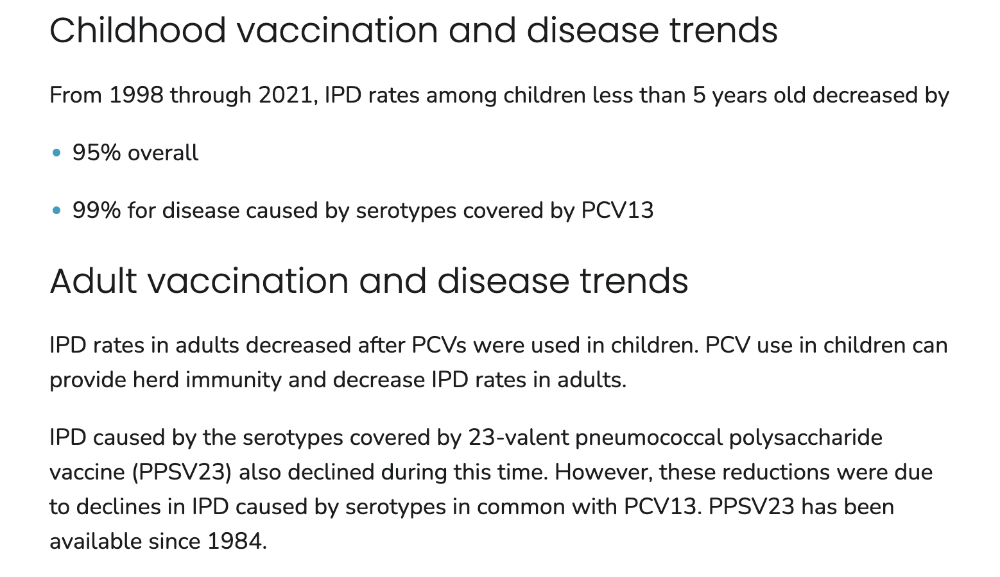 Childhood vaccination and disease trends
From 1998 through 2021, IPD rates among children less than 5 years old decreased by
• 95% overall
• 99% for disease caused by serotypes covered by PCV13
Adult vaccination and disease trends
IPD rates in adults decreased after PCVs were used in children. PCV use in children can
provide herd immunity and decrease IPD rates in adults.
IPD caused by the serotypes covered by 23-valent pneumococcal polysaccharide
vaccine (PPSV23) also declined during this time. However, these reductions were due
to declines in IPD caused by serotypes in common with PCV13. PPSV23 has been
available since 1984.